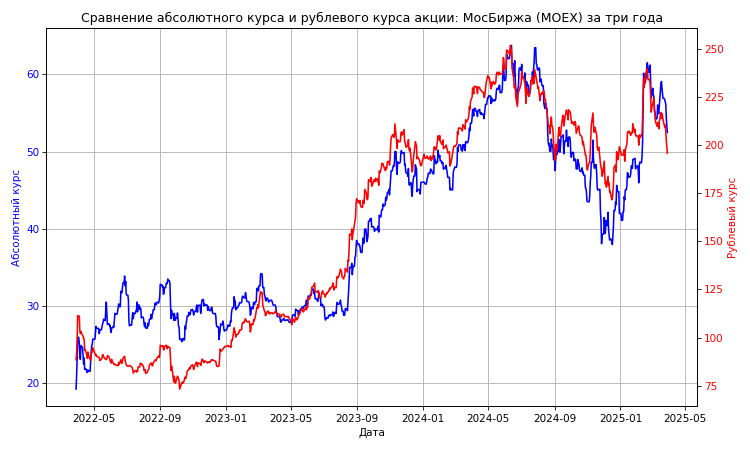 Сравнение абсолютного курса и рублевого курса акции: МосБиржа (MOEX) за три года
Абсолютный курс
60
50
40
30
20
250
225
200
175
150
125
100
75
Рублевый курс
2022-05 2022-09 2023-01 2023-05 2023-09 2024-01 2024-05 2024-09 2025-01 2025-05
Дата